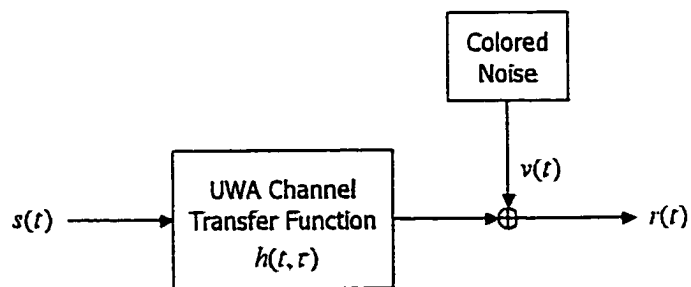 Colored
Noise
v(t)
UWA Channel
Transfer Function
h(t,τ)
s(t)
r(t)